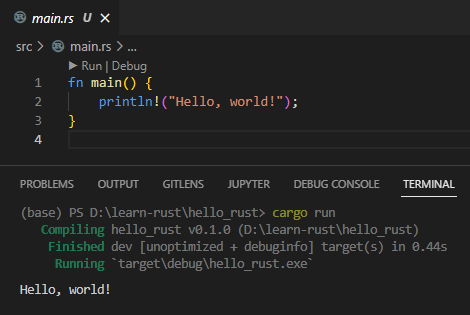 main.rs U ×
src > main.rs > ...
Run | Debug
1 fn main() {
2 println!("Hello, world!");
3 }
4
PROBLEMS OUTPUT GITLENS JUPYTER DEBUG CONSOLE TERMINAL
(base) PS D:\learn-rust\hello_rust> cargo run
Compiling hello_rust v0.1.0 (D:\learn-rust\hello_rust)
Finished dev [unoptimized + debuginfo] target(s) in 0.44s
Running `target\debug\hello_rust.exe`
Hello, world!